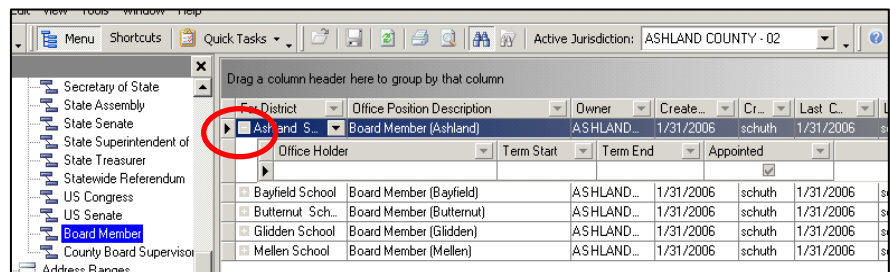 Edit View Tools Window Help
Menu Shortcuts Quick Tasks Active Jurisdiction: ASHLAND COUNTY - 02
Secretary of State
State Assembly
State Senate
State Superintendent of
State Treasurer
Statewide Referendum
US Congress
US Senate
Board Member
County Board Supervisor
Address Ranges
Drag a column header here to group by that column
For District Office Position Description Owner Create... Cr... Last C...
Ashland S... Board Member (Ashland) ASHLAND... 1/31/2006 schuth 1/31/2006
Office Holder Term Start Term End Appointed
Bayfield School Board Member (Bayfield) ASHLAND... 1/31/2006 schuth 1/31/2006
Butternut Sch... Board Member (Butternut) ASHLAND... 1/31/2006 schuth 1/31/2006
Glidden School Board Member (Glidden) ASHLAND... 1/31/2006 schuth 1/31/2006
Mellen School Board Member (Mellen) ASHLAND... 1/31/2006 schuth 1/31/2006